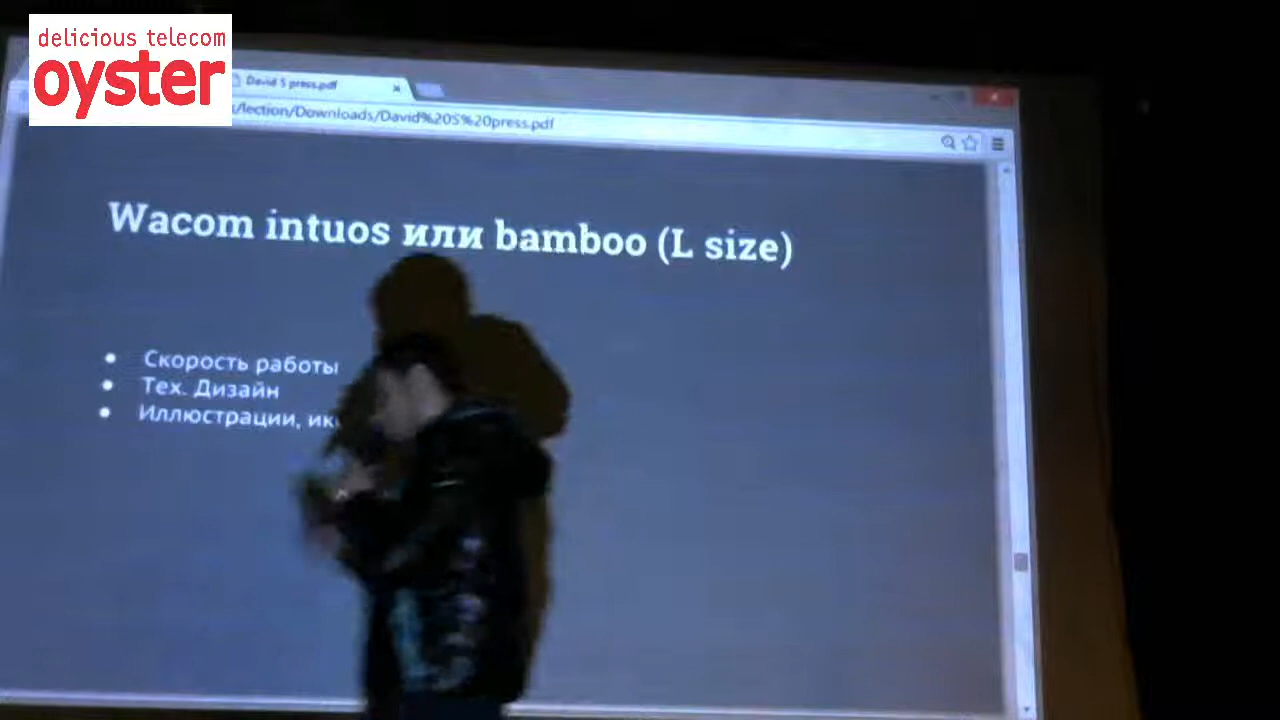 delicious telecom
oyster
David S press.pdf
/lection/Downloads/David%20S%20press.pdf
Wacom intuos или bamboo (L size)
• Скорость работы
• Тех. Дизайн
• Иллюстрации,